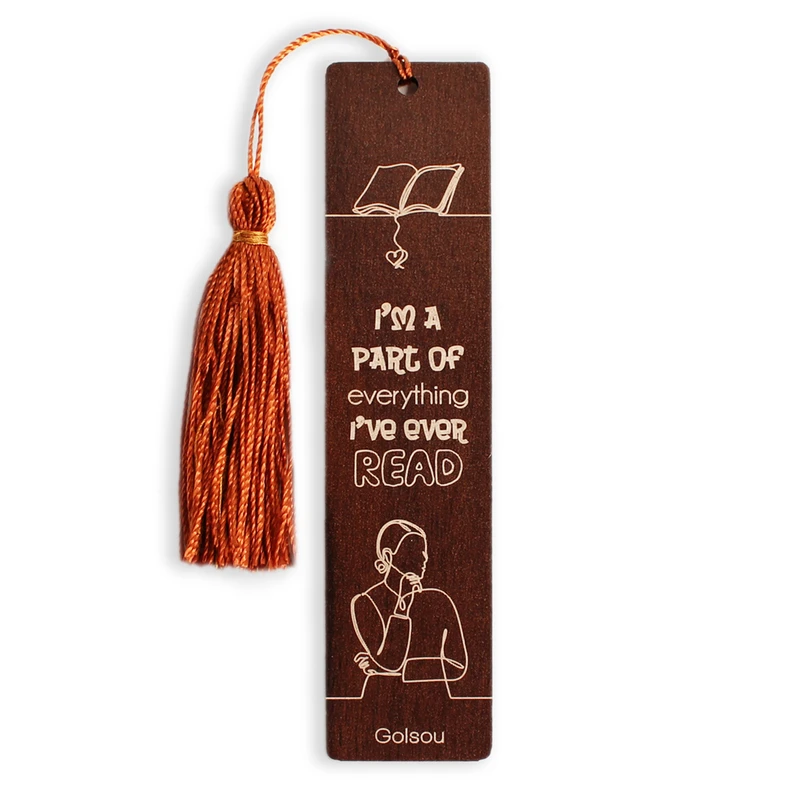 I'M A
PART OF
everything
I've ever
READ
Golsou